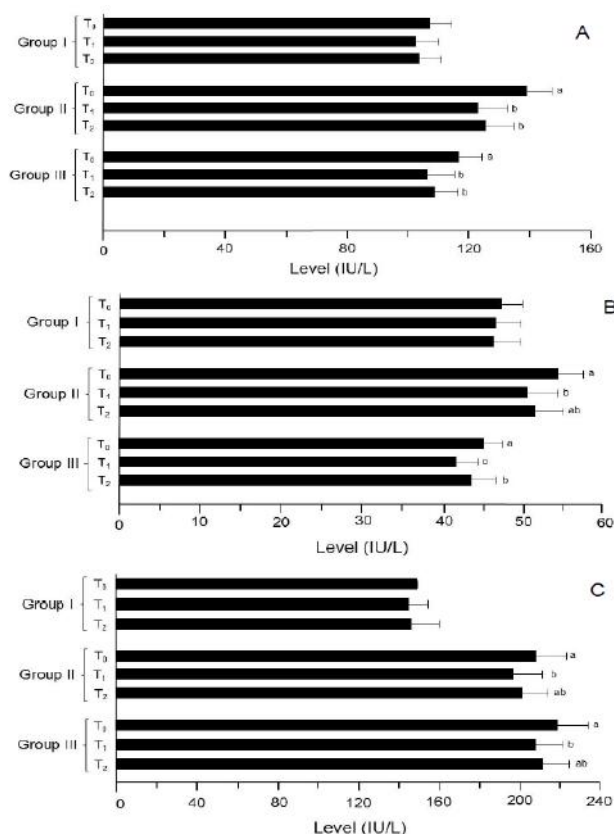 A
Group I
T₀
T₁
T₂
Group II
T₀ a
T₁ b
T₂ b
Group III
T₀ a
T₁ b
T₂ b
0 40 80 120 160
Level (IU/L)
B
Group I
T₀
T₁
T₂
Group II
T₀ a
T₁ b
T₂ ab
Group III
T₀ a
T₁ c
T₂ b
0 10 20 30 40 50 60
Level (IU/L)
C
Group I
T₀
T₁
T₂
Group II
T₀ a
T₁ b
T₂ ab
Group III
T₀ a
T₁ b
T₂ ab
0 40 80 120 160 200 240
Level (IU/L)